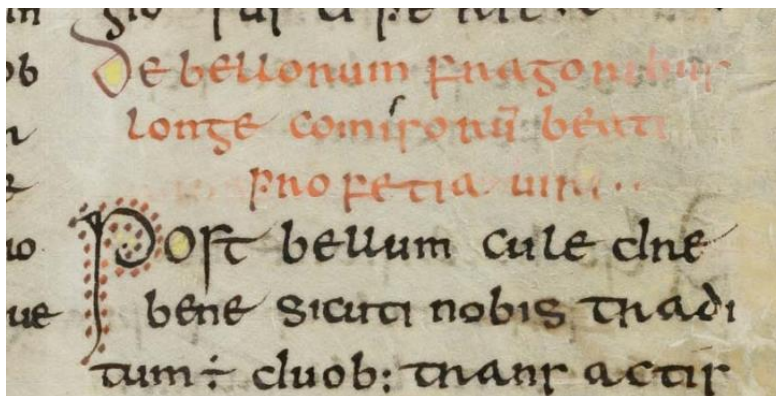 De bellorum fragoribus
longe comisorū beati
profetia uiri..
Post bellum cule dre
bene sicuti nobis tradi
tum ÷ duob: transactis